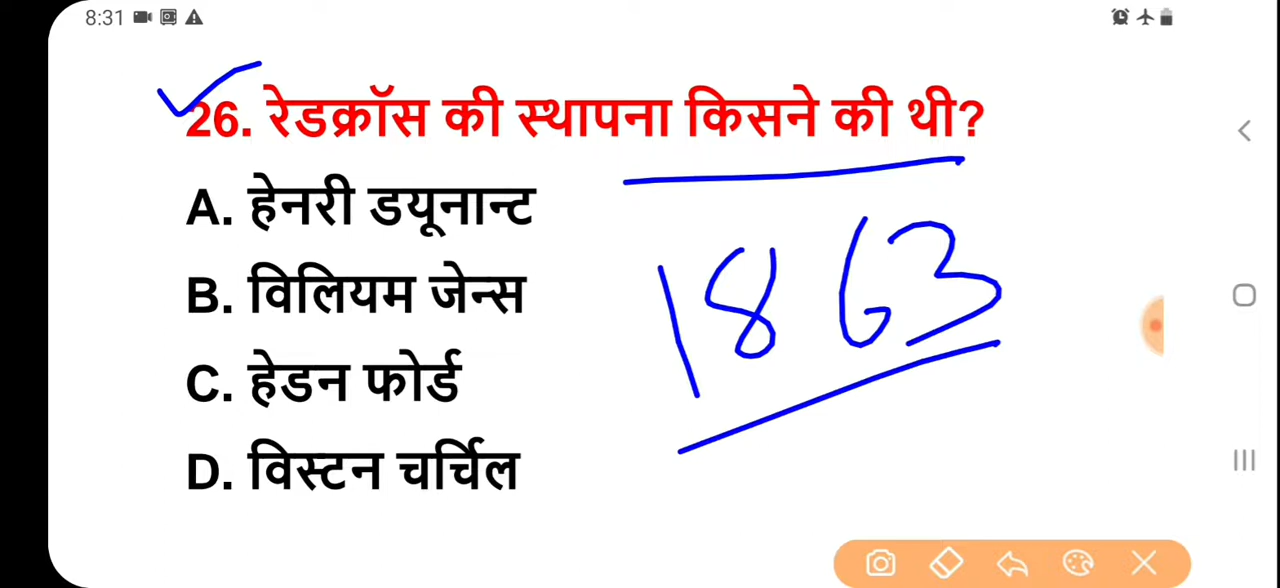 8:31
26. रेडक्रॉस की स्थापना किसने की थी?
A. हेनरी डयूनान्ट
B. विलियम जेन्स
C. हेडन फोर्ड
D. विस्टन चर्चिल
1863